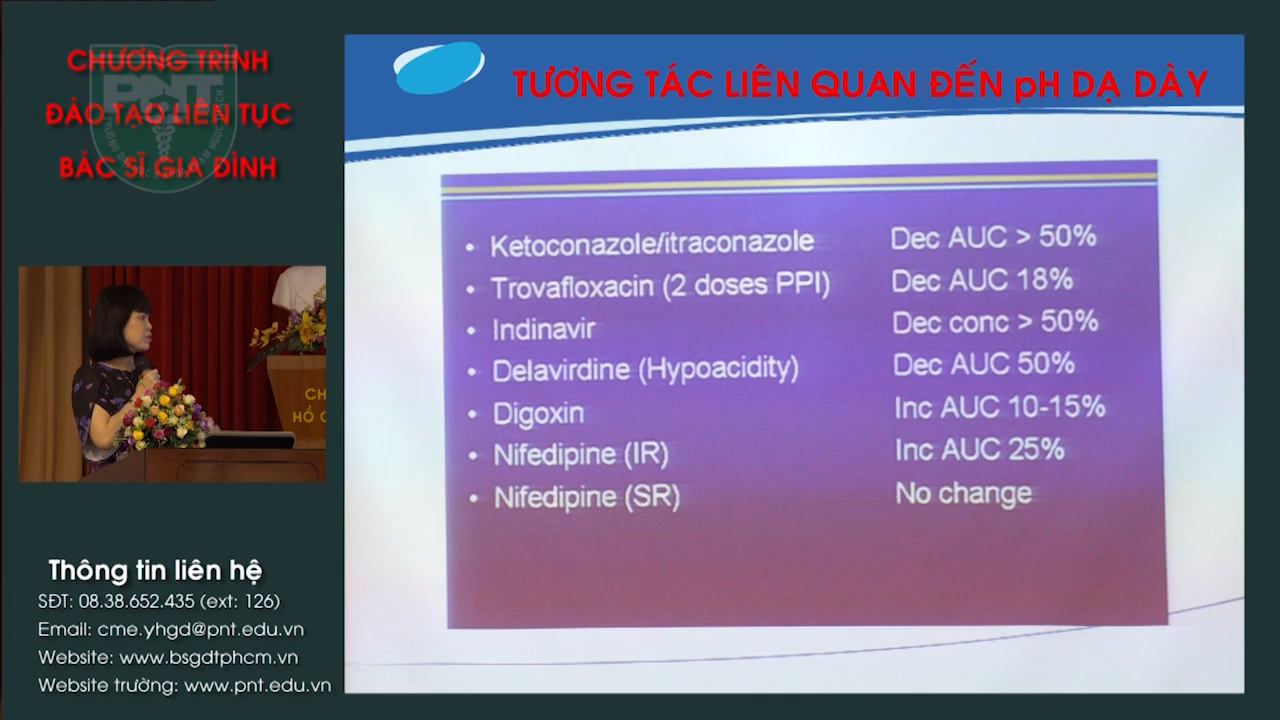 CHƯƠNG TRÌNH
ĐÀO TẠO LIÊN TỤC
BÁC SĨ GIA ĐÌNH
PNT
TƯƠNG TÁC LIÊN QUAN ĐẾN pH DẠ DÀY
• Ketoconazole/itraconazole Dec AUC > 50%
• Trovafloxacin (2 doses PPI) Dec AUC 18%
• Indinavir Dec conc > 50%
• Delavirdine (Hypoacidity) Dec AUC 50%
• Digoxin Inc AUC 10-15%
• Nifedipine (IR) Inc AUC 25%
• Nifedipine (SR) No change
CH
HỒ C
Thông tin liên hệ
SĐT: 08.38.652.435 (ext: 126)
Email: cme.yhgd@pnt.edu.vn
Website: www.bsgdtphcm.vn
Website trường: www.pnt.edu.vn